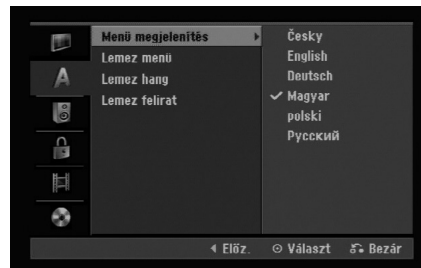 A
Menü megjelenítés
Lemez menü
Lemez hang
Lemez felirat
Česky
English
Deutsch
Magyar
polski
Русский
Előz.
Választ
Bezár